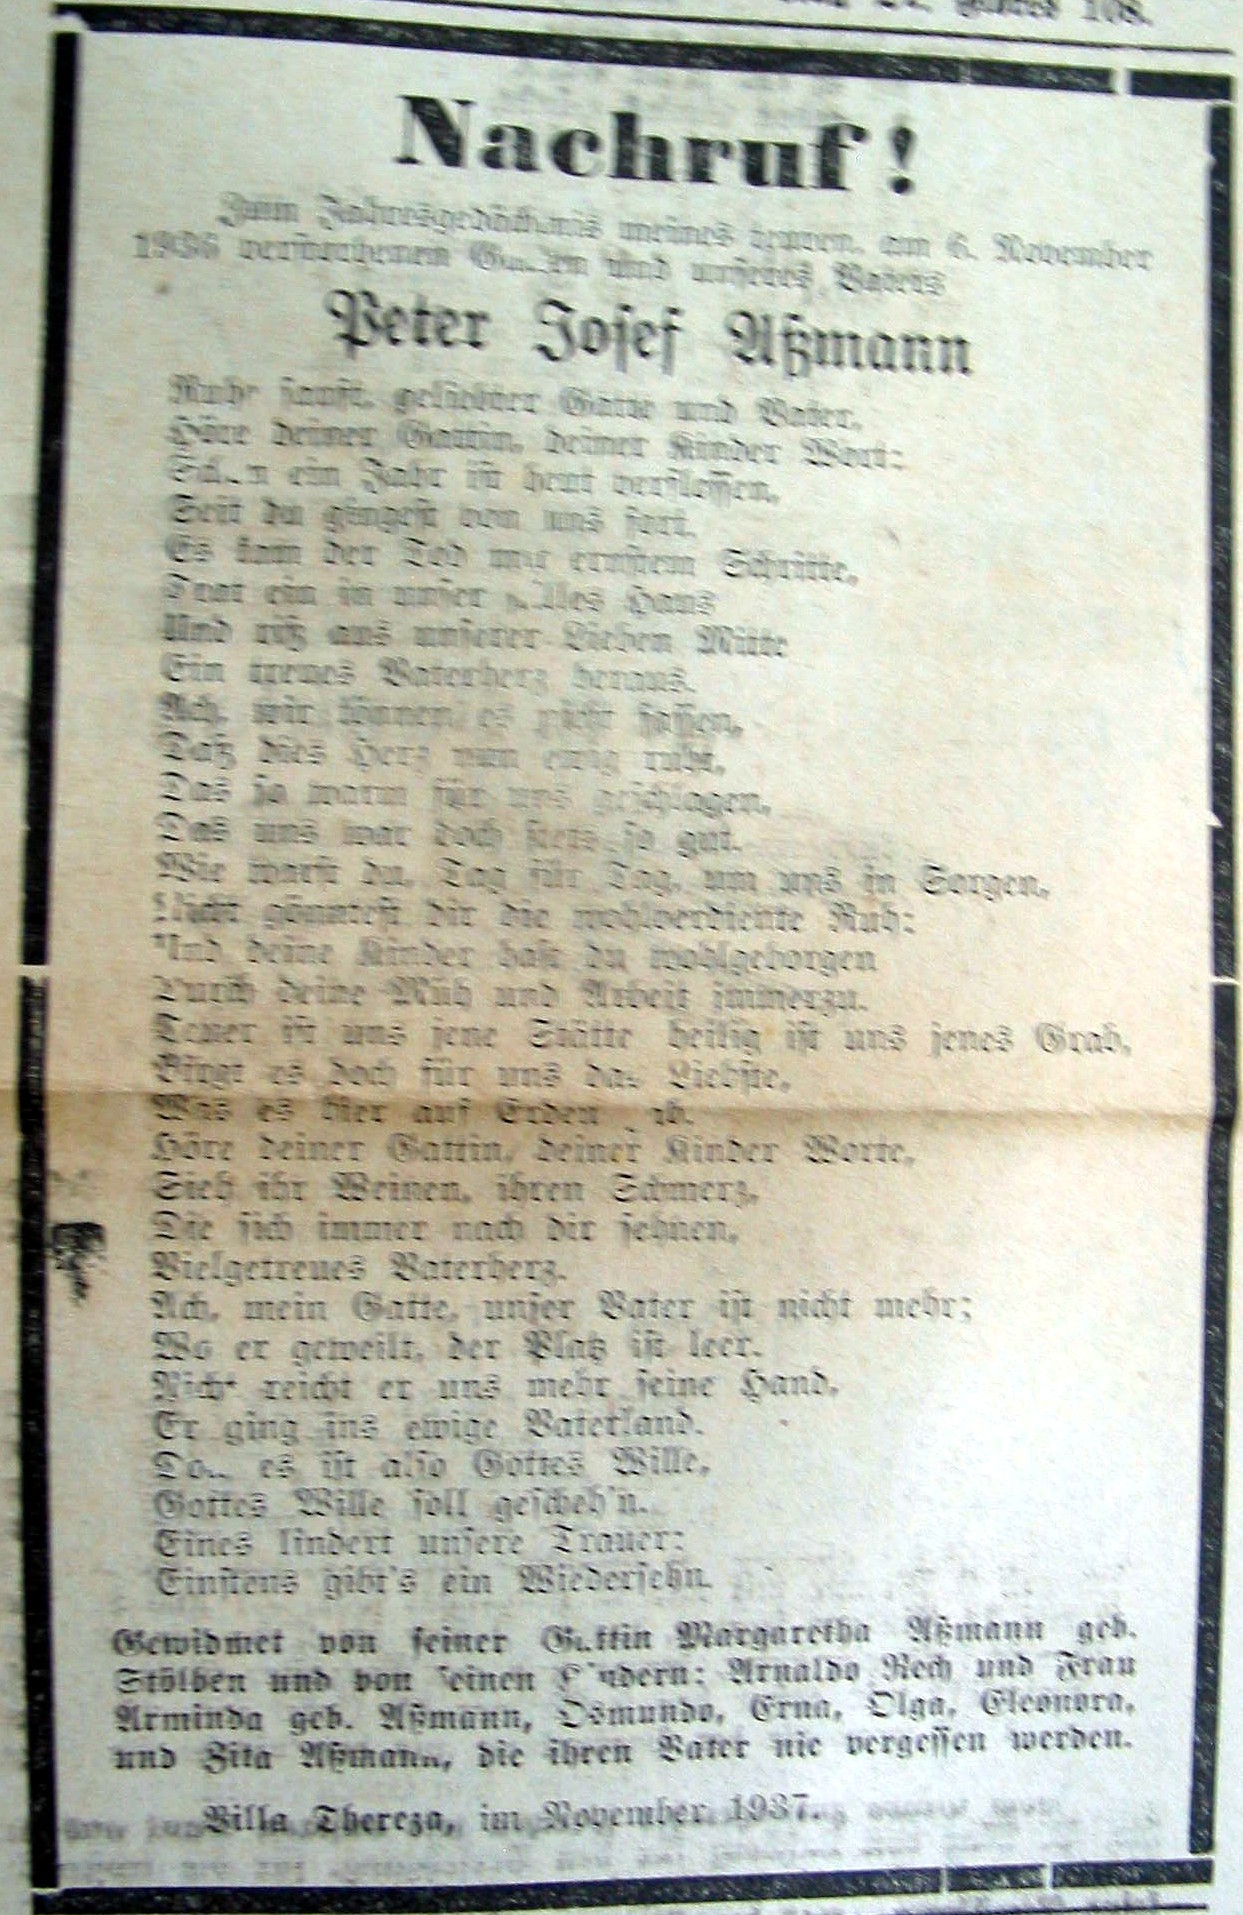 Nachruf!
Zum Jahresgedächtnis meines teuren, am 6. November
1936 verstorbenen Gatten und unseres Vaters
Peter Josef Aßmann
Ruhe sanft, geliebter Gatte und Vater,
Höre deiner Gattin, deiner Kinder Wort:
Schon ein Jahr ist heut verflossen,
Seit du gingest von uns fort.
Es kam der Tod mit ernstem Schritte,
Trat ein in unser stilles Haus
Und riß aus unserer Lieben Mitte
Ein treues Vaterherz heraus.
Ach, wir können es nicht fassen,
Daß dies Herz nun ewig ruht,
Das so warm für uns geschlagen,
Das uns war doch stets so gut.
Wie warst du, Tag für Tag, um uns in Sorgen,
Nicht gönntest dir die wohlverdiente Ruh:
Und deine Kinder hast du wohlgeborgen
Durch deine Müh und Arbeit immerzu.
Teuer ist uns jene Stätte heilig ist uns jenes Grab,
Birgt es doch für uns das Liebste,
Was es hier auf Erden gab.
Höre deiner Gattin, deiner Kinder Worte,
Sieh ihr Weinen, ihren Schmerz,
Die sich immer nach dir sehnen,
Vielgetreues Vaterherz.
Ach, mein Gatte, unser Vater ist nicht mehr;
Wo er geweilt, der Platz ist leer.
Nicht reicht er uns mehr seine Hand,
Er ging ins ewige Vaterland.
Doch es ist also Gottes Wille,
Gottes Wille soll gescheh'n.
Eines lindert unsere Trauer:
Einstens gibt's ein Wiedersehn.
Gewidmet von seiner Gattin Margaretha Aßmann geb.
Stölben und von seinen Kindern: Arnaldo Rech und Frau
Arminda geb. Aßmann, Osmundo, Erna, Olga, Eleonora,
und Zita Aßmann, die ihren Vater nie vergessen werden.
Villa Thereza, im November 1937.